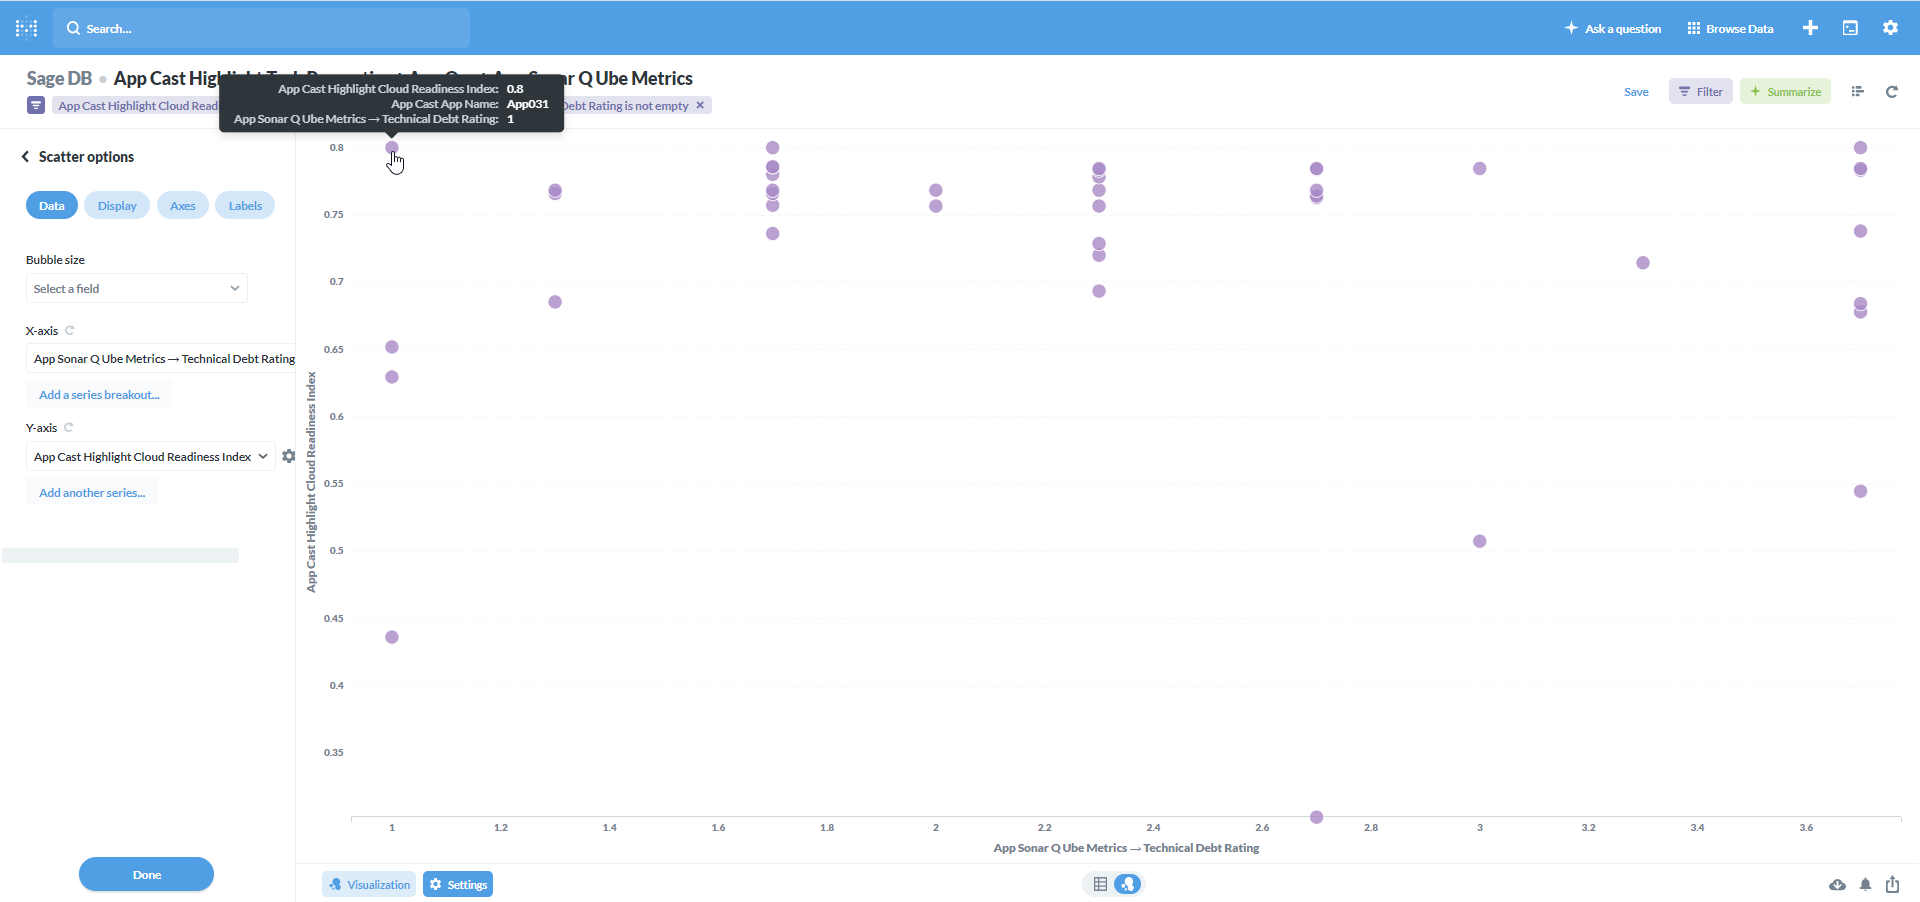 Search...
Ask a question
Browse Data
Sage DB • App Cast Highl
r Q Ube Metrics
App Cast Highlight Cloud Readi
Debt Rating is not empty ×
App Cast Highlight Cloud Readiness Index: 0.8
App Cast App Name: App031
App Sonar Q Ube Metrics → Technical Debt Rating: 1
Save
Filter
Summarize
Scatter options
Data
Display
Axes
Labels
Bubble size
Select a field
X-axis
App Sonar Q Ube Metrics → Technical Debt Rating
Add a series breakout...
Y-axis
App Cast Highlight Cloud Readiness Index
Add another series...
Done
App Cast Highlight Cloud Readiness Index
0.8
0.75
0.7
0.65
0.6
0.55
0.5
0.45
0.4
0.35
1 1.2 1.4 1.6 1.8 2 2.2 2.4 2.6 2.8 3 3.2 3.4 3.6
App Sonar Q Ube Metrics → Technical Debt Rating
Visualization
Settings